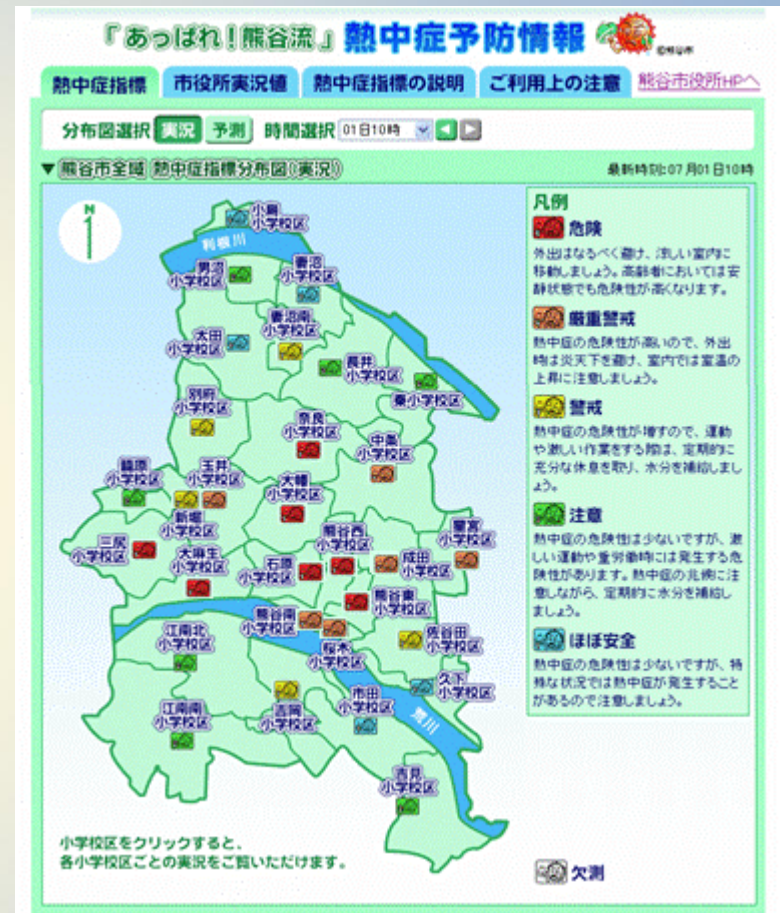 『あっぱれ！熊谷流』熱中症予防情報
©熊谷市
熱中症指標 市役所実況値 熱中症指標の説明 ご利用上の注意 熊谷市役所HPへ
分布図選択 実況 予測 時間選択 01日10時
▼熊谷市全域 熱中症指標分布図(実況)
最新時刻:07月01日10時
N
小島
小学校区
利根川
男沼
小学校区
妻沼
小学校区
太田
小学校区
妻沼南
小学校区
長井
小学校区
秦小学校区
別府
小学校区
奈良
小学校区
中条
小学校区
籠原
小学校区
玉井
小学校区
大幡
小学校区
新堀
小学校区
三尻
小学校区
大麻生
小学校区
石原
小学校区
熊谷西
小学校区
成田
小学校区
星宮
小学校区
熊谷東
小学校区
熊谷南
小学校区
桜木
小学校区
佐谷田
小学校区
江南北
小学校区
久下
小学校区
市田
小学校区
吉岡
小学校区
江南南
小学校区
荒川
吉見
小学校区
小学校区をクリックすると、
各小学校区ごとの実況をご覧いただけます。
凡例
危険
外出はなるべく避け、涼しい室内に
移動しましょう。高齢者においては安
静状態でも危険性が高くなります。
厳重警戒
熱中症の危険性が高いので、外出
時は炎天下を避け、室内では室温の
上昇に注意しましょう。
警戒
熱中症の危険性が増すので、運動
や激しい作業をする際は、定期的に
充分な休息を取り、水分を補給しまし
ょう。
注意
熱中症の危険性は少ないですが、激
しい運動や重労働時には発生する危
険性があります。熱中症の兆候に注
意しながら、定期的に水分を補給し
ましょう。
ほぼ安全
熱中症の危険性は少ないですが、特
殊な状況では熱中症が発生すること
があるので注意しましょう。
欠測